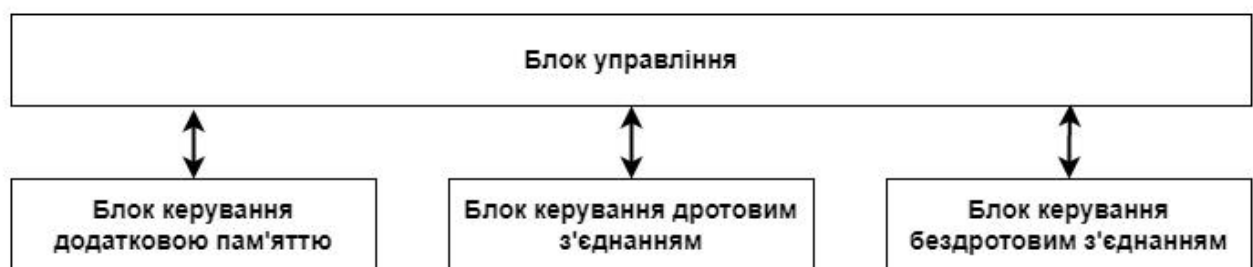 Блок управління
Блок керування
додатковою пам'яттю
Блок керування дротовим
з'єднанням
Блок керування
бездротовим з'єднанням